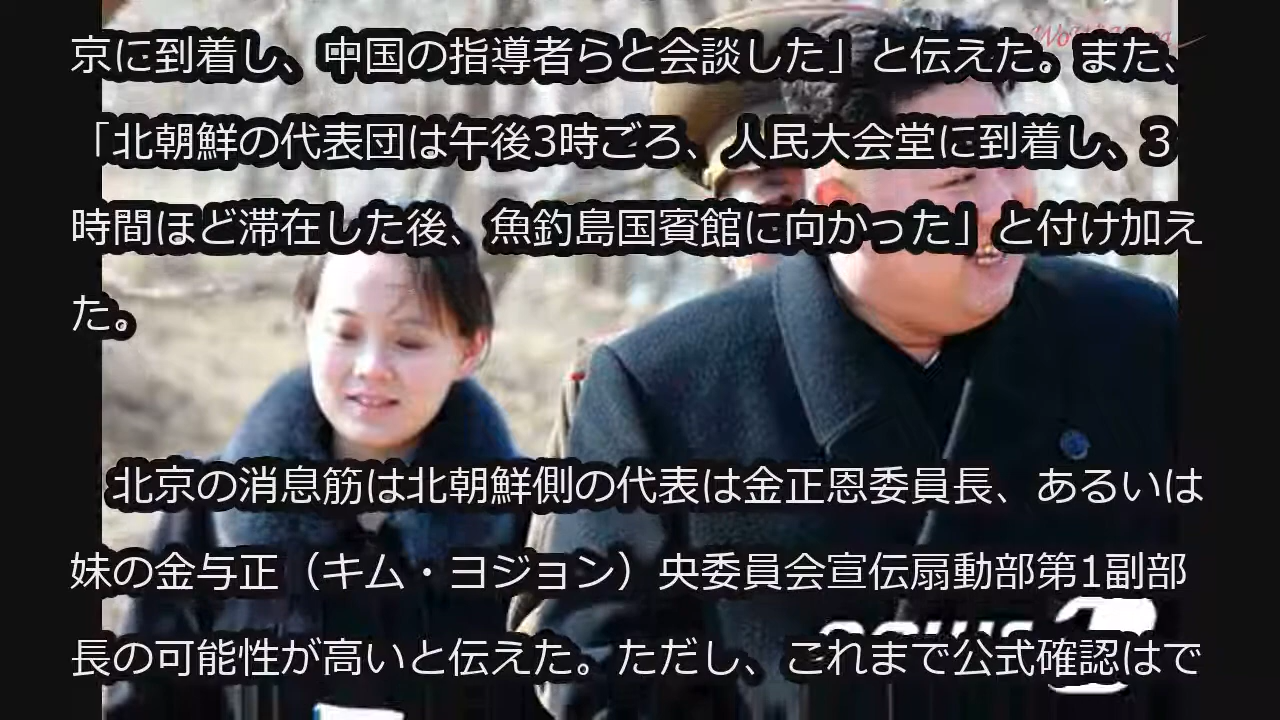 京に到着し、中国の指導者らと会談した」と伝えた。また、
「北朝鮮の代表団は午後3時ごろ、人民大会堂に到着し、3
時間ほど滞在した後、魚釣島国賓館に向かった」と付け加え
た。
北京の消息筋は北朝鮮側の代表は金正恩委員長、あるいは
妹の金与正（キム・ヨジョン）央委員会宣伝扇動部第1副部
長の可能性が高いと伝えた。ただし、これまで公式確認はで